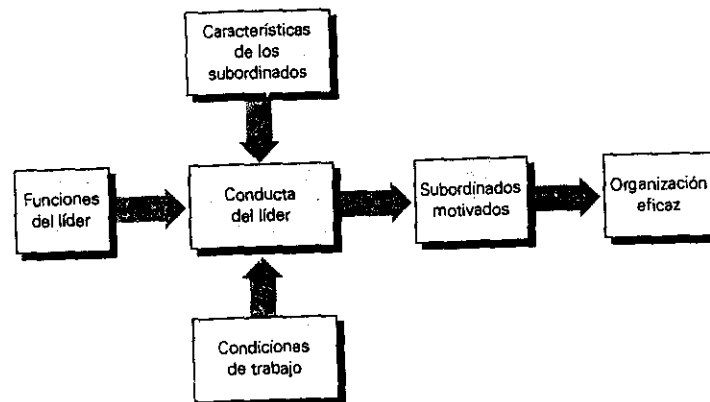 Características
de los
subordinados
Funciones
del líder
Conducta
del líder
Subordinados
motivados
Organización
eficaz
Condiciones
de trabajo